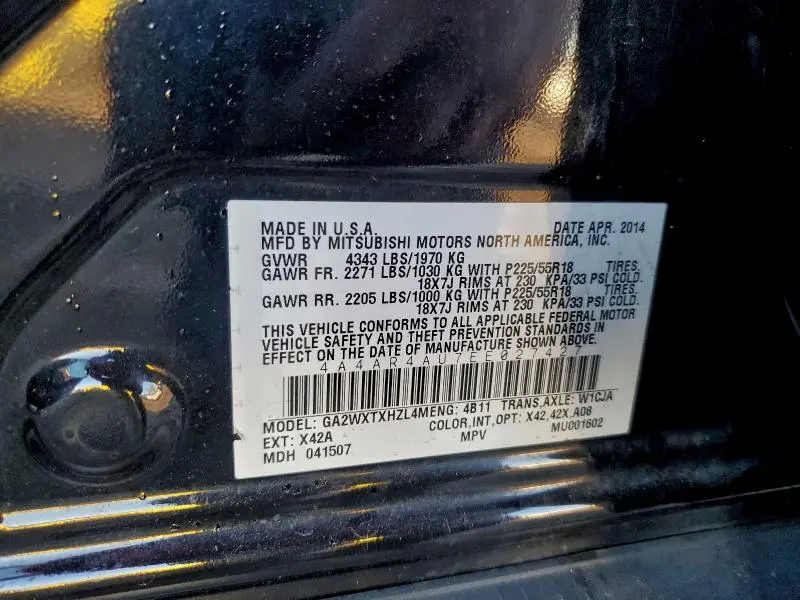 MADE IN U.S.A. DATE APR. 2014
MFD BY MITSUBISHI MOTORS NORTH AMERICA, INC.
GVWR 4343 LBS/1970 KG
GAWR FR. 2271 LBS/1030 KG WITH P225/55R18 TIRES,
18X7J RIMS AT 230 KPA/33 PSI COLD.
GAWR RR. 2205 LBS/1000 KG WITH P225/55R18 TIRES,
18X7J RIMS AT 230 KPA/33 PSI COLD.
THIS VEHICLE CONFORMS TO ALL APPLICABLE FEDERAL MOTOR
VEHICLE SAFETY AND THEFT PREVENTION STANDARDS IN
EFFECT ON THE DATE OF MANUFACTURE SHOWN ABOVE.
4A4AR4AU7EE027427
MODEL: GA2WXTXHZL4MENG: 4B11 TRANS,AXLE: W1CJA
EXT: X42A COLOR,INT,OPT: X42,42X,A08
MDH 041507 MPV MU001602